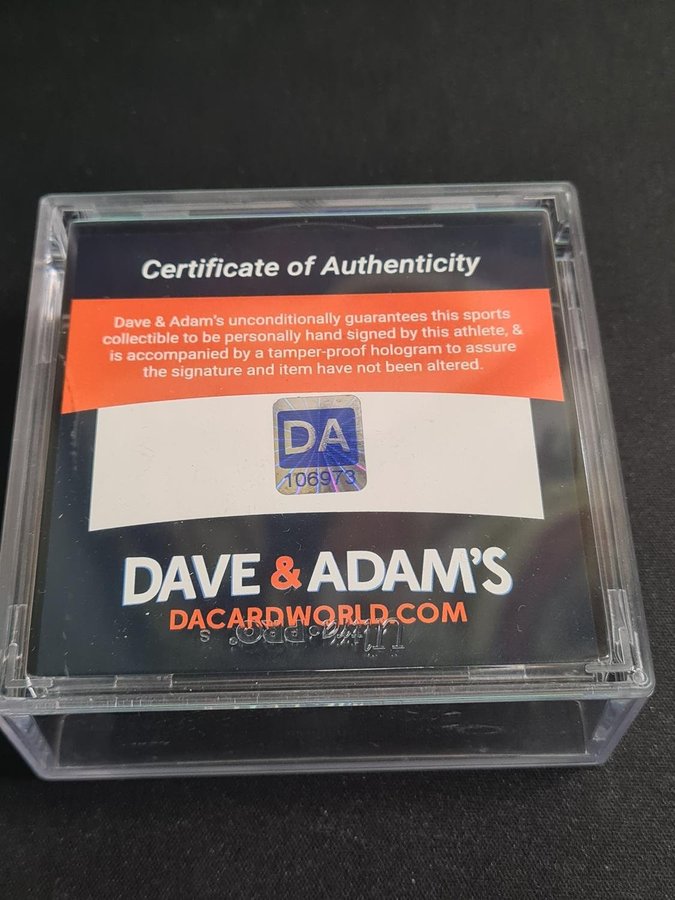 Certificate of Authenticity
Dave & Adam's unconditionally guarantees this sports
collectible to be personally hand signed by this athlete, &
is accompanied by a tamper-proof hologram to assure
the signature and item have not been altered.
DA
106973
DAVE & ADAM'S
DACARDWORLD.COM